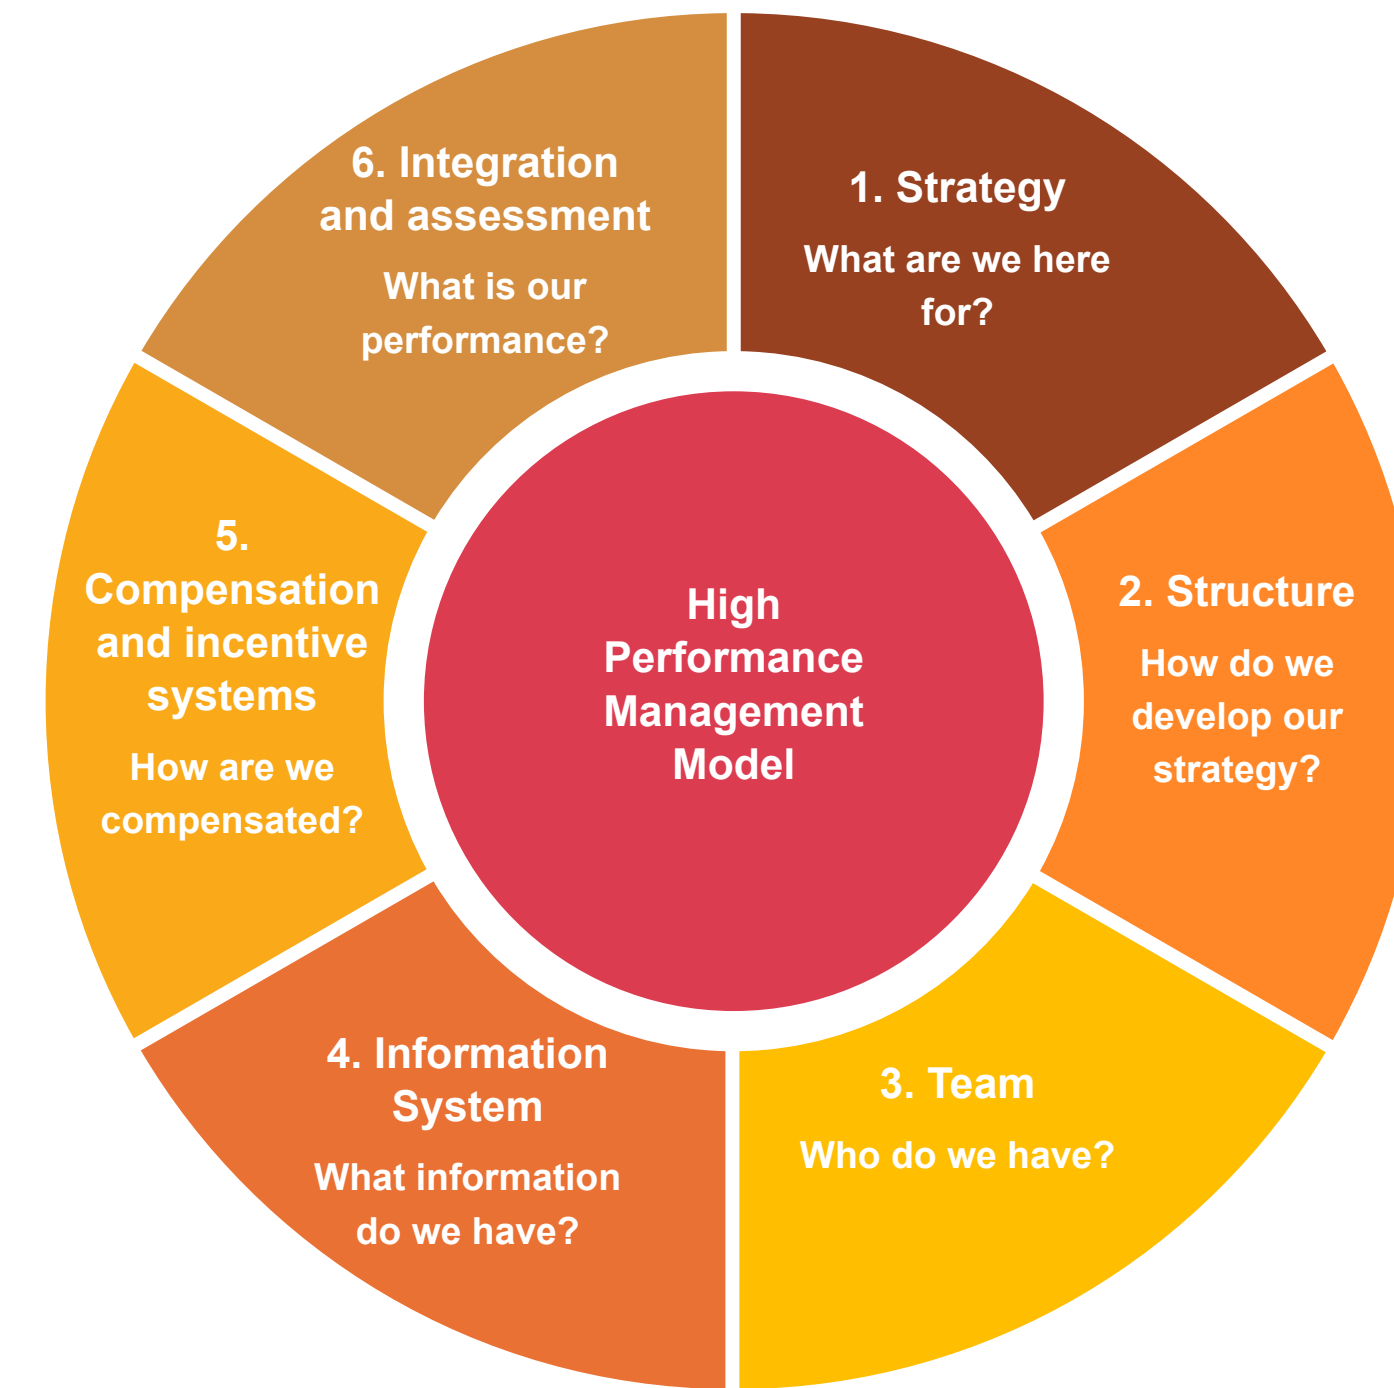 1. Strategy
What are we here
for?
2. Structure
How do we
develop our
strategy?
3. Team
Who do we have?
4. Information
System
What information
do we have?
5.
Compensation
and incentive
systems
How are we
compensated?
6. Integration
and assessment
What is our
performance?
High
Performance
Management
Model